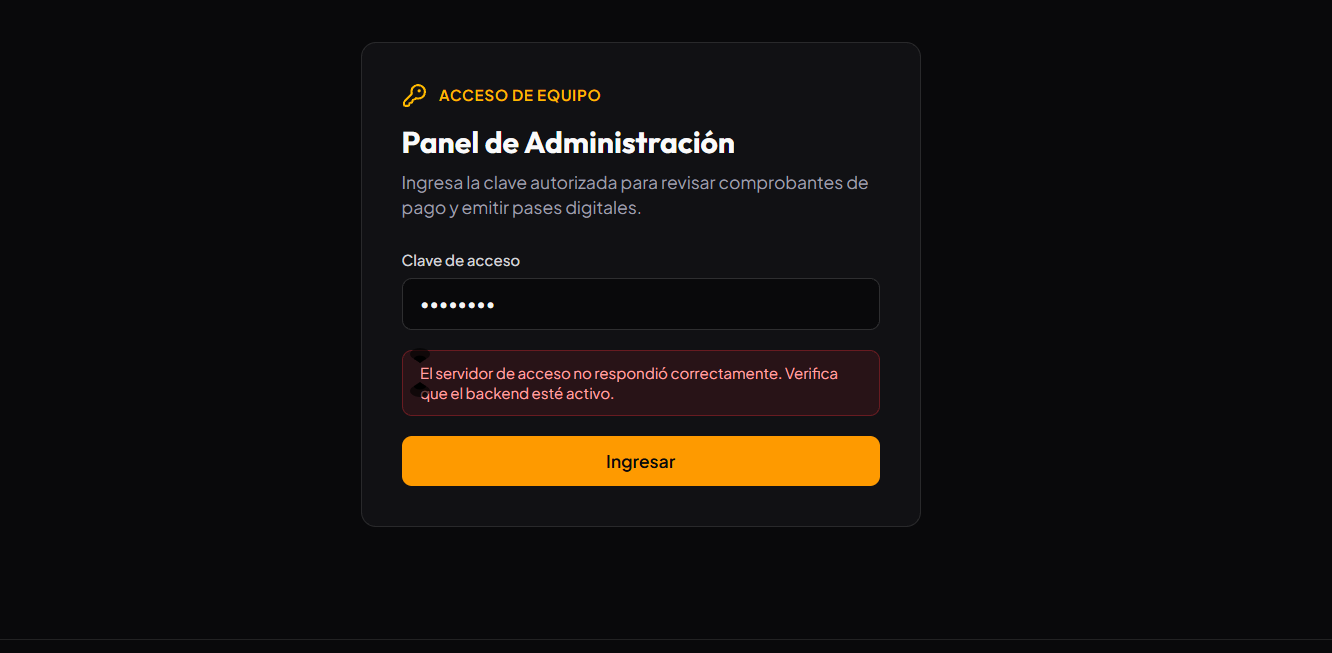 ACCESO DE EQUIPO
Panel de Administración
Ingresa la clave autorizada para revisar comprobantes de
pago y emitir pases digitales.
Clave de acceso
••••••••
El servidor de acceso no respondió correctamente. Verifica
que el backend esté activo.
Ingresar